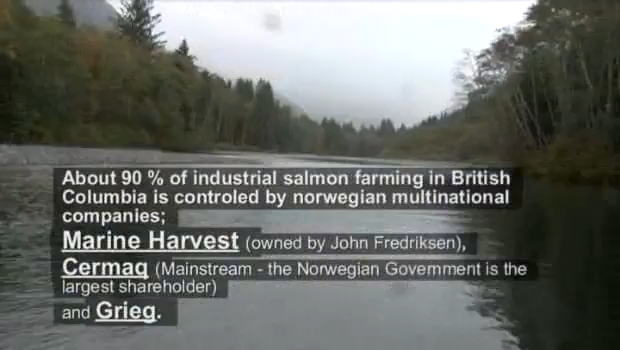 About 90 % of industrial salmon farming in British
Columbia is controled by norwegian multinational
companies;
Marine Harvest (owned by John Fredriksen),
Cermaq (Mainstream - the Norwegian Government is the
largest shareholder)
and Grieg.